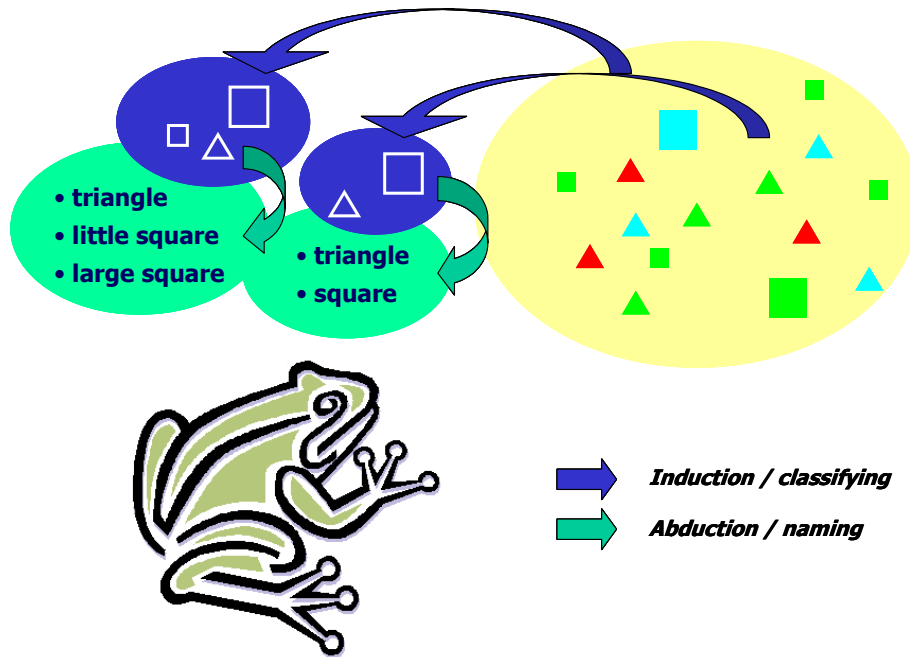 • triangle
• little square
• large square
• triangle
• square
Induction / classifying
Abduction / naming